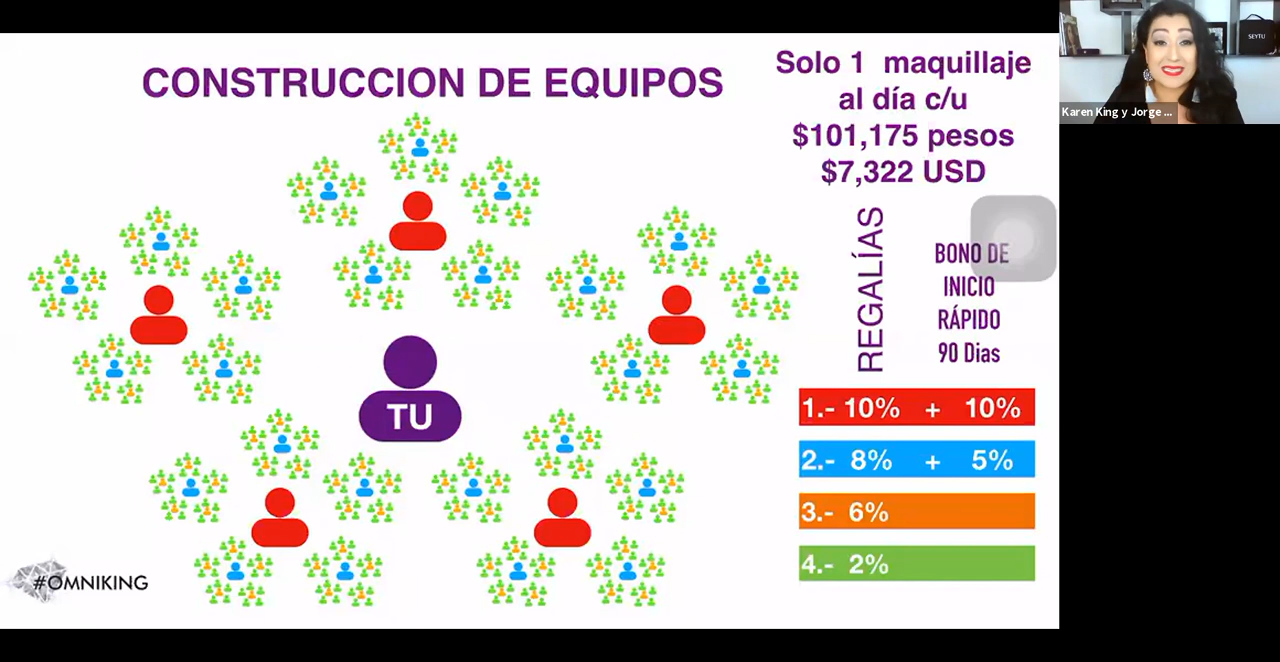 CONSTRUCCION DE EQUIPOS
Solo 1 maquillaje
al día c/u
$101,175 pesos
$7,322 USD
REGALÍAS
BONO DE
INICIO
RÁPIDO
90 Dias
TU
1.- 10% + 10%
2.- 8% + 5%
3.- 6%
4.- 2%
#OMNIKING
SEYTU
Karen King y Jorge ...